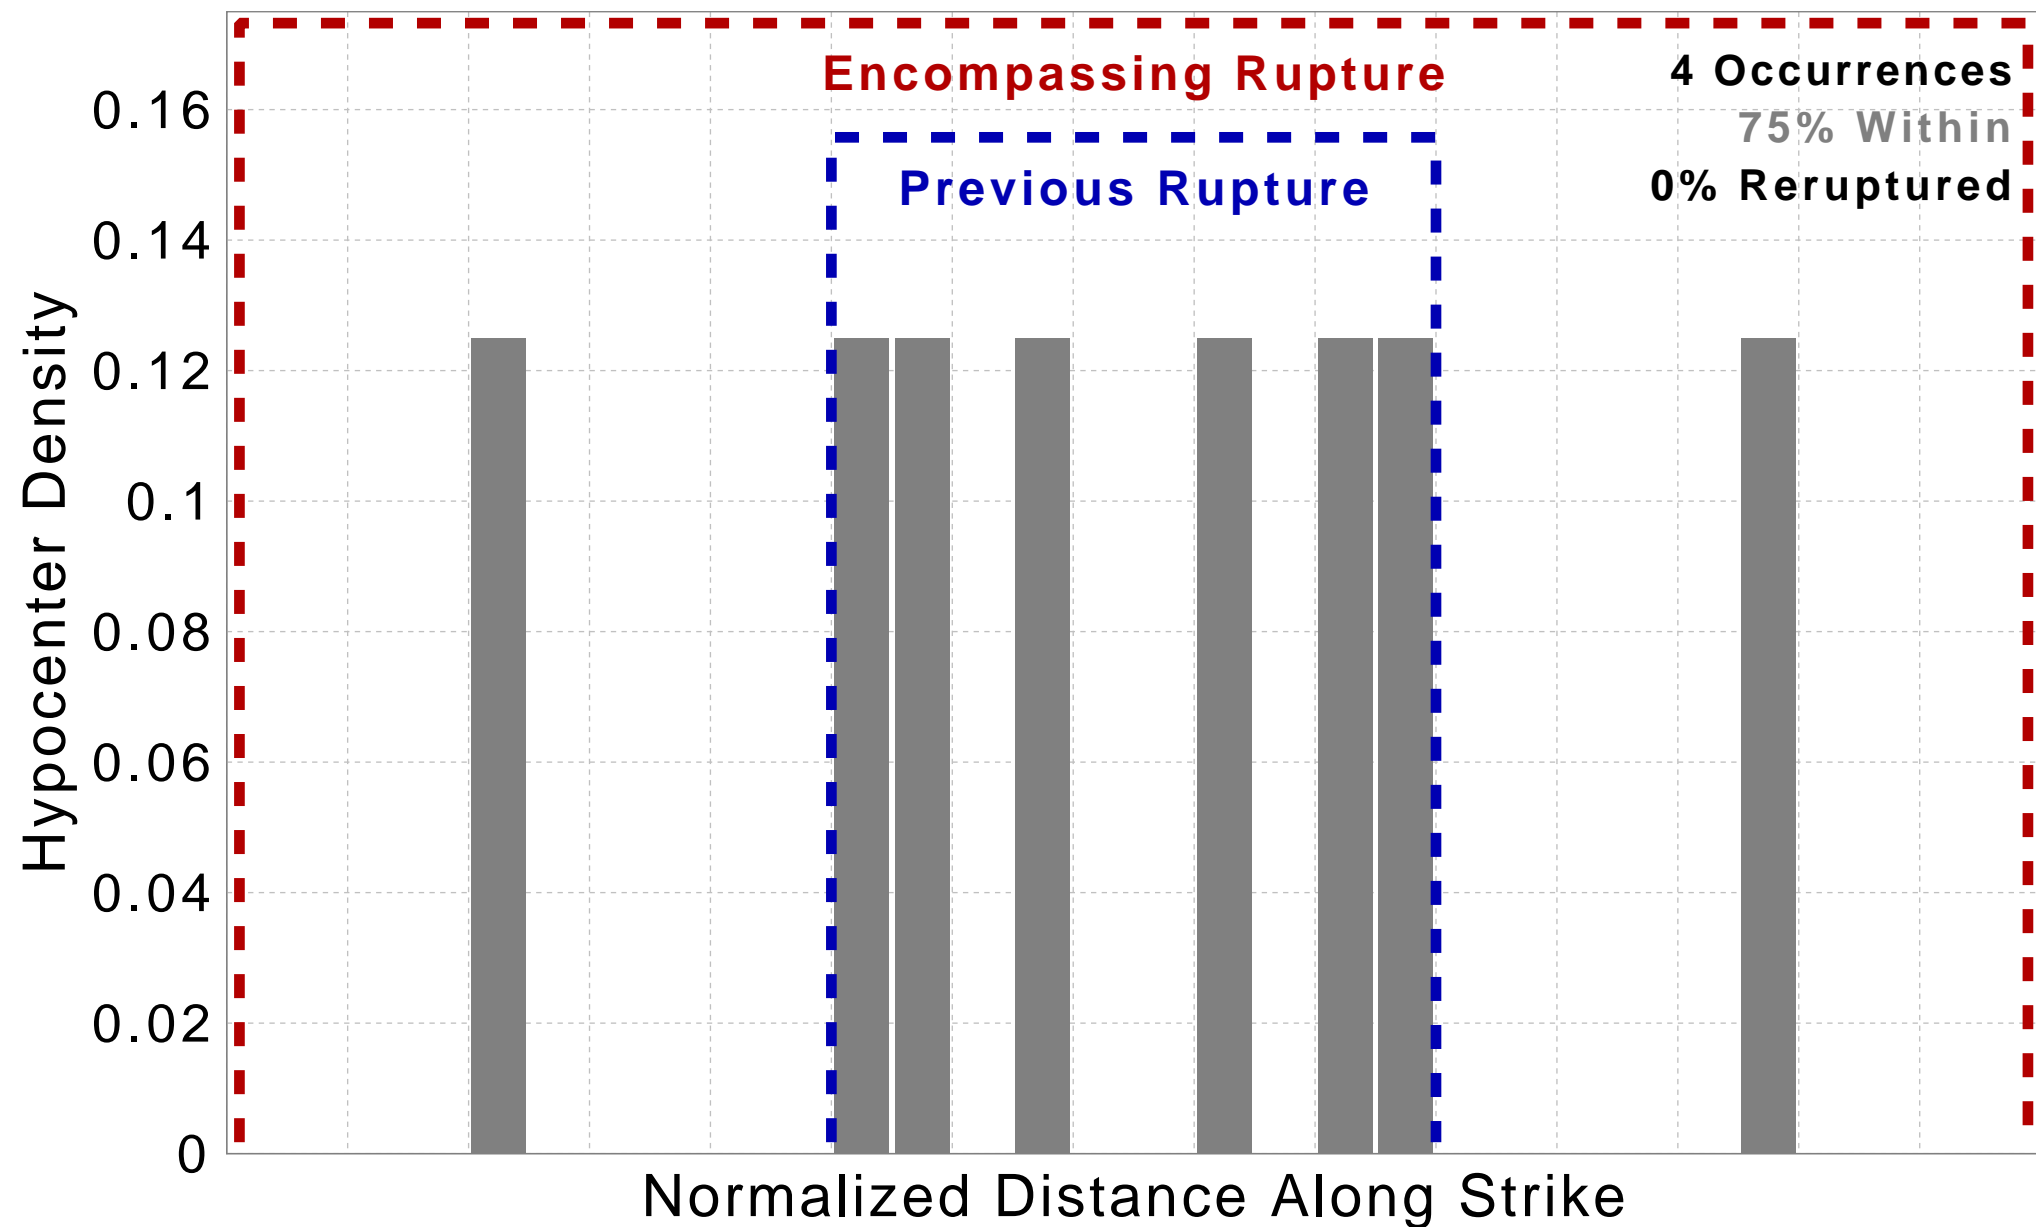 Encompassing Rupture
4 Occurrences
75% Within
0% Reruptured
Previous Rupture
Hypocenter Density
0.16
0.14
0.12
0.1
0.08
0.06
0.04
0.02
0
Normalized Distance Along Strike